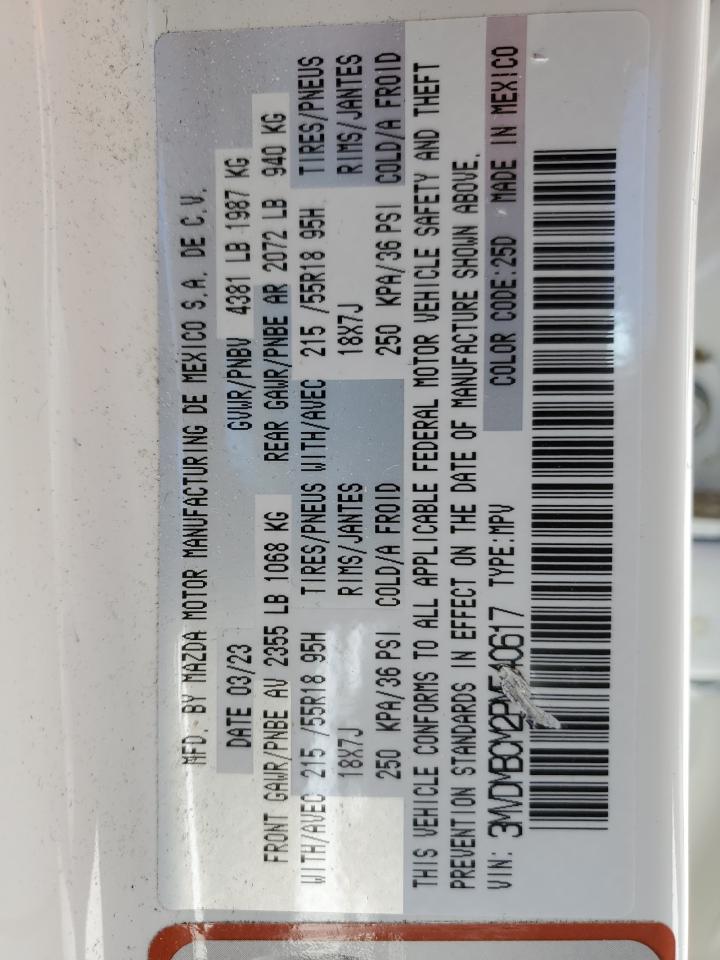 MFD. BY MAZDA MOTOR MANUFACTURING DE MEXICO S.A. DE C.V.
DATE 03/23 GVWR/PNBV 4381 LB 1987 KG
FRONT GAWR/PNBE AV 2355 LB 1068 KG REAR GAWR/PNBE AR 2072 LB 940 KG
WITH/AVEC 215 /55R18 95H TIRES/PNEUS WITH/AVEC 215 /55R18 95H TIRES/PNEUS
18X7J RIMS/JANTES 18X7J RIMS/JANTES
250 KPA/36 PSI COLD/A FROID 250 KPA/36 PSI COLD/A FROID
THIS VEHICLE CONFORMS TO ALL APPLICABLE FEDERAL MOTOR VEHICLE SAFETY AND THEFT
PREVENTION STANDARDS IN EFFECT ON THE DATE OF MANUFACTURE SHOWN ABOVE.
VIN: 3MVDMBCM2PM540617 TYPE:MPV COLOR CODE:25D MADE IN MEXICO